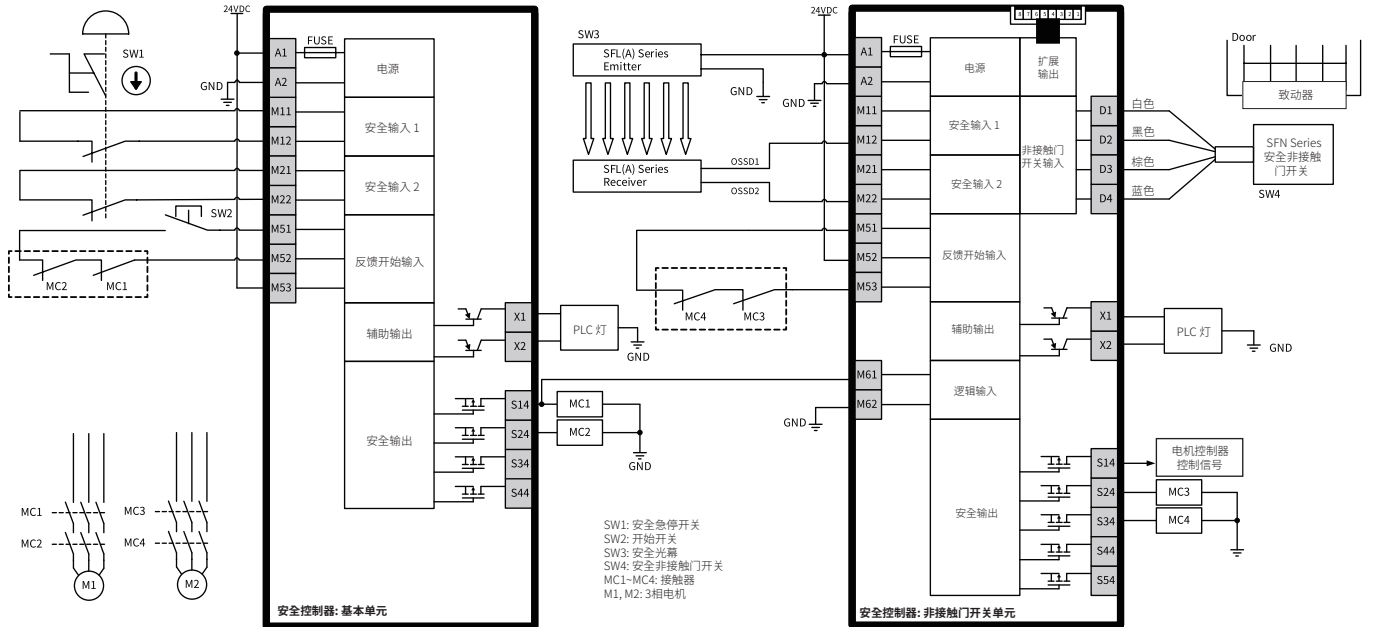 24VDC
SW1
GND
A1
A2
M11
M12
M21
M22
M51
M52
M53
FUSE
电源
安全输入 1
安全输入 2
反馈开始输入
辅助输出
安全输出
SW2
MC2
MC1
X1
X2
S14
S24
S34
S44
PLC 灯
GND
MC1
MC2
GND
安全控制器: 基本单元
MC1
MC2
M1
MC3
MC4
M2
SW3
SFL(A) Series
Emitter
GND
SFL(A) Series
Receiver
OSSD1
OSSD2
MC4
MC3
24VDC
GND
GND
A1
A2
M11
M12
M21
M22
M51
M52
M53
M61
M62
FUSE
8 7 6 5 4 3 2 1
电源
扩展
输出
安全输入 1
安全输入 2
非接触门
开关输入
反馈开始输入
辅助输出
逻辑输入
安全输出
D1
D2
D3
D4
白色
黑色
棕色
蓝色
Door
致动器
SFN Series
安全非接触
门开关
SW4
X1
X2
PLC 灯
GND
S14
S24
S34
S44
S54
电机控制器
控制信号
MC3
MC4
安全控制器: 非接触门开关单元
SW1: 安全急停开关
SW2: 开始开关
SW3: 安全光幕
SW4: 安全非接触门开关
MC1~MC4: 接触器
M1, M2: 3相电机